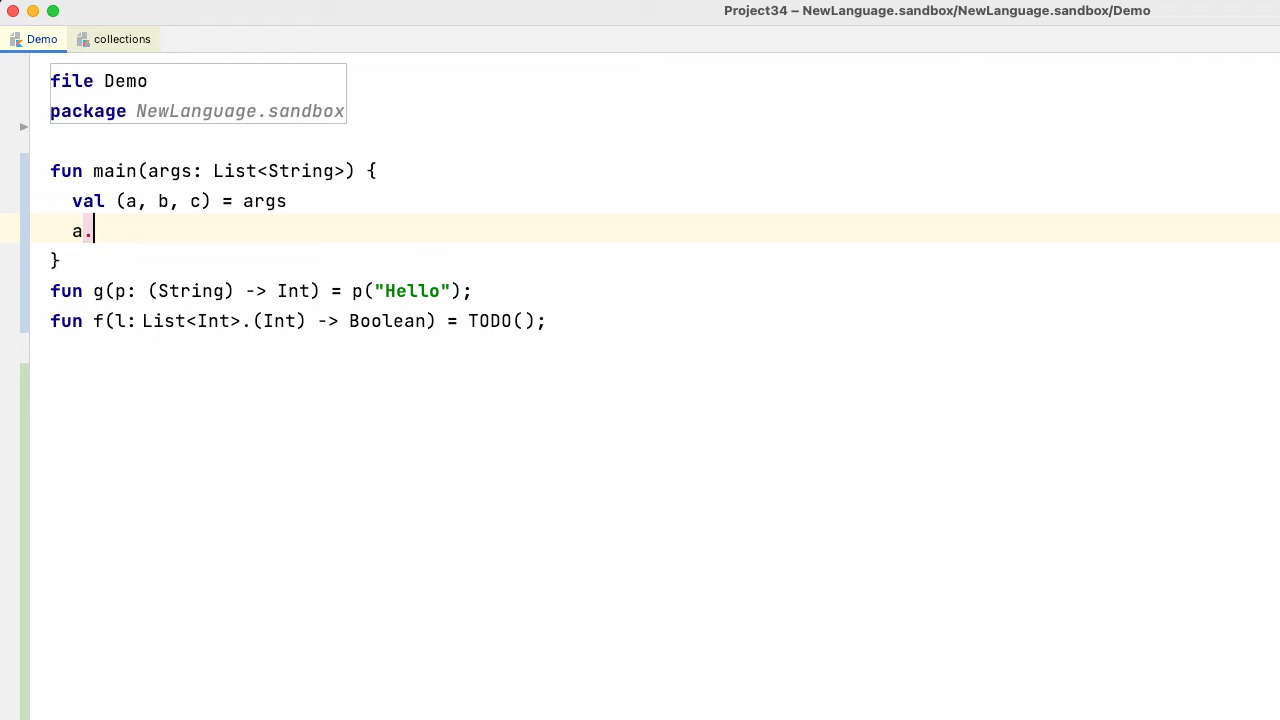 Project34 – NewLanguage.sandbox/NewLanguage.sandbox/Demo
Demo
collections
file Demo
package NewLanguage.sandbox
fun main(args: List<String>) {
val (a, b, c) = args
a.
}
fun g(p: (String) -> Int) = p("Hello");
fun f(l: List<Int>.(Int) -> Boolean) = TODO();